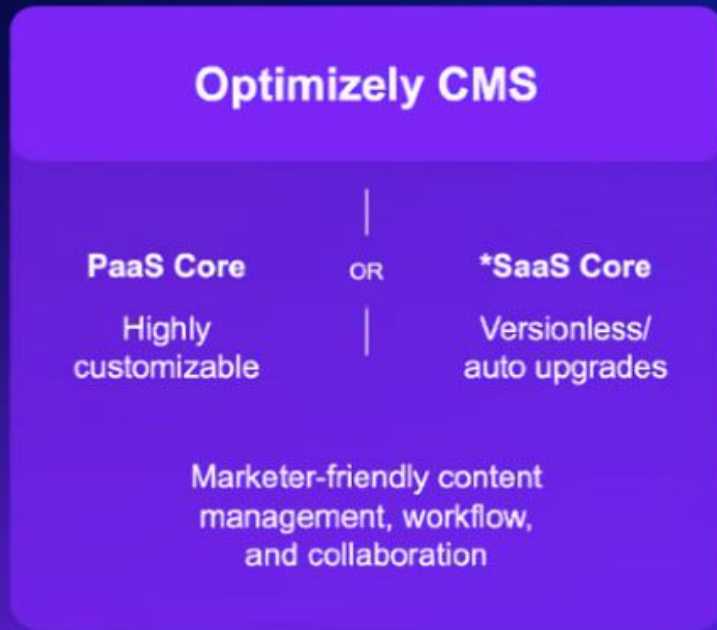 Optimizely CMS
PaaS Core
OR
*SaaS Core
Highly
customizable
Versionless/
auto upgrades
Marketer-friendly content
management, workflow,
and collaboration